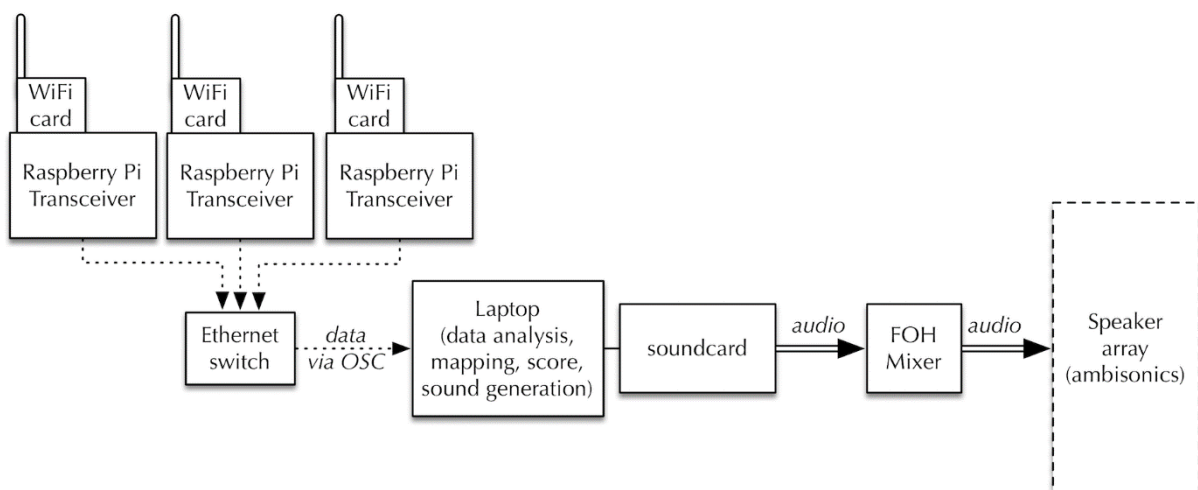 WiFi
card
WiFi
card
WiFi
card
Raspberry Pi
Transceiver
Raspberry Pi
Transceiver
Raspberry Pi
Transceiver
Ethernet
switch
data
via OSC
Laptop
(data analysis,
mapping, score,
sound generation)
soundcard
audio
FOH
Mixer
audio
Speaker
array
(ambisonics)